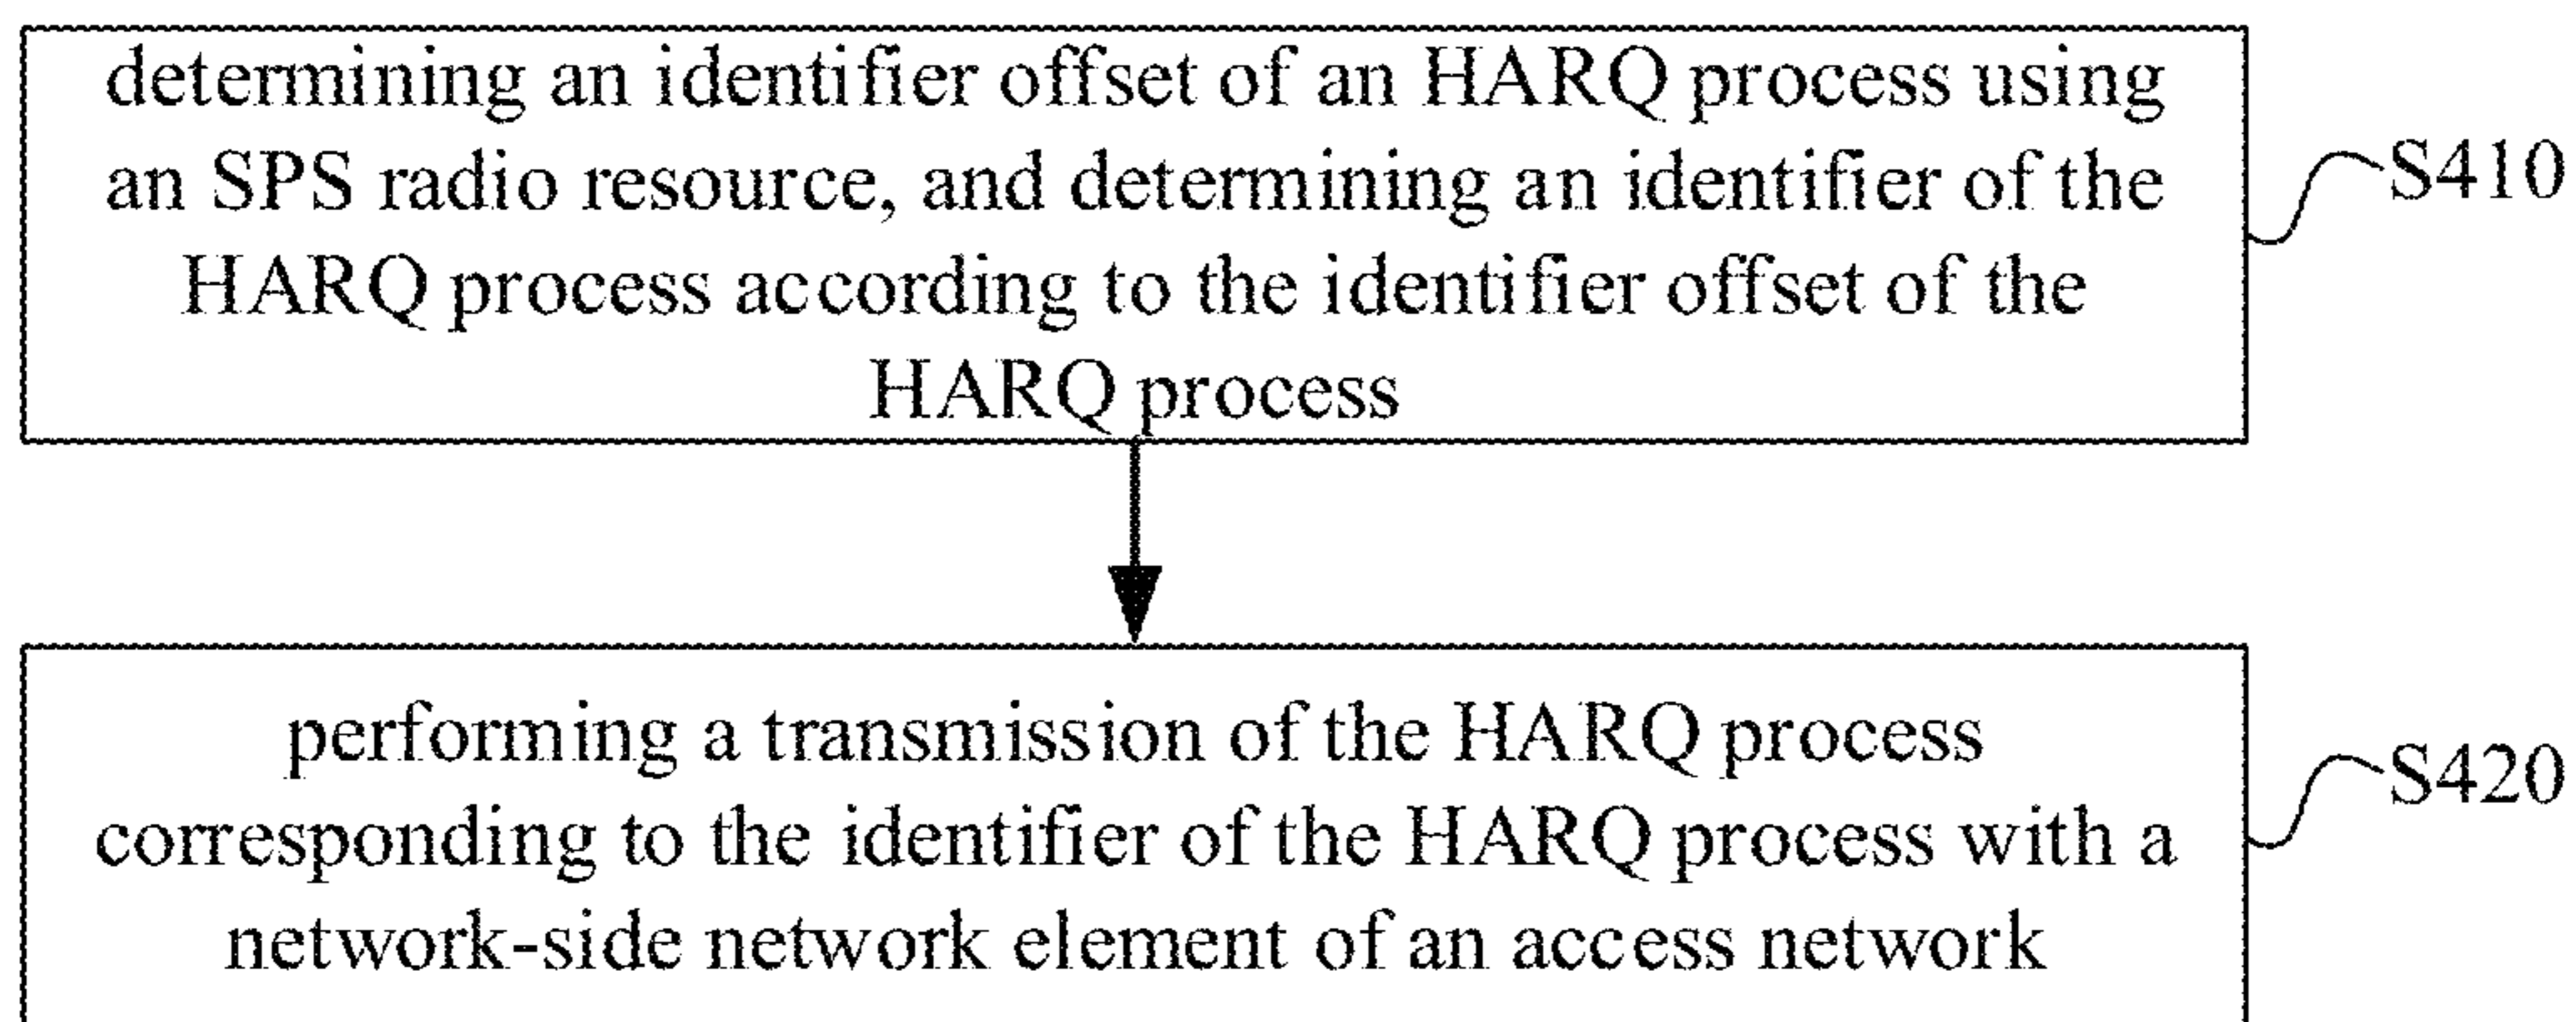 determining an identifier offset of an HARQ process using
an SPS radio resource, and determining an identifier of the
HARQ process according to the identifier offset of the
HARQ process
S410
performing a transmission of the HARQ process
corresponding to the identifier of the HARQ process with a
network-side network element of an access network
S420